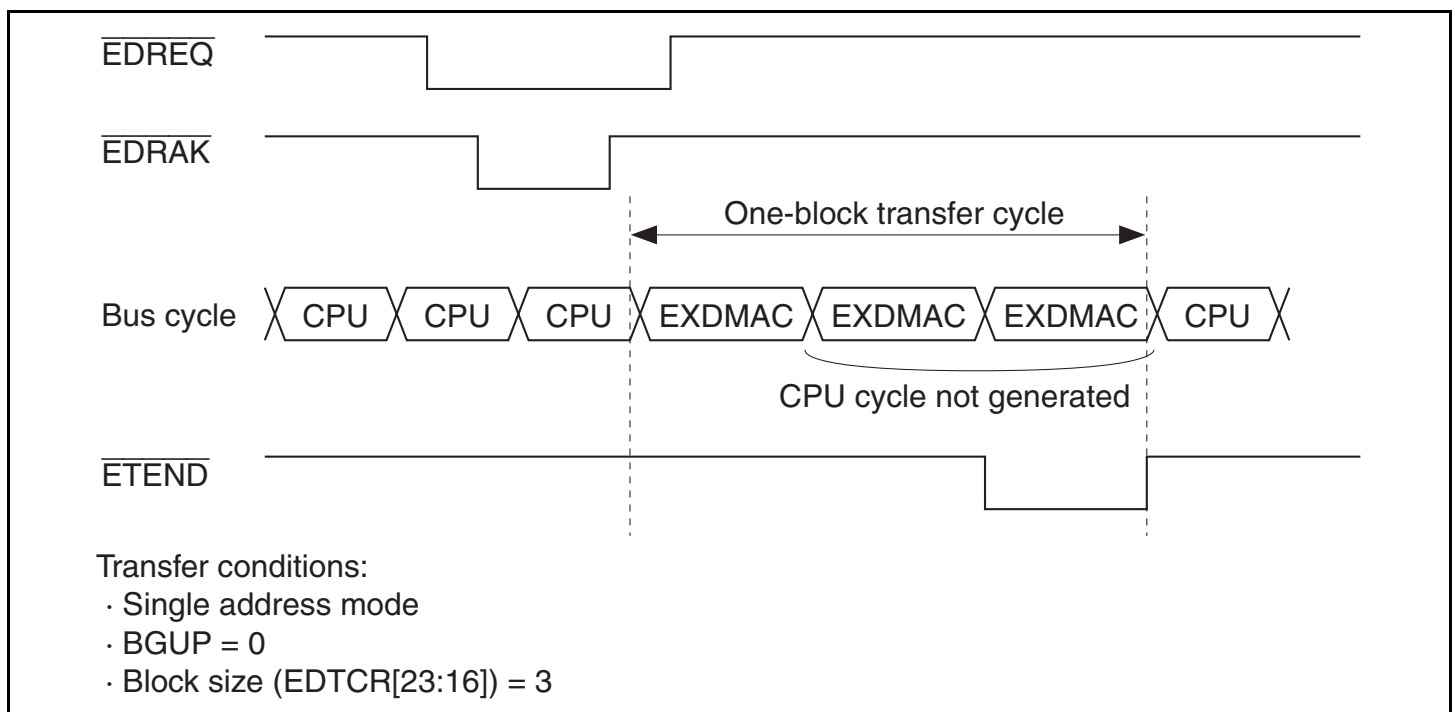 EDREQ
EDRAK
One-block transfer cycle
Bus cycle CPU CPU CPU EXDMAC EXDMAC EXDMAC CPU
CPU cycle not generated
ETEND
Transfer conditions:
· Single address mode
· BGUP = 0
· Block size (EDTCR[23:16]) = 3